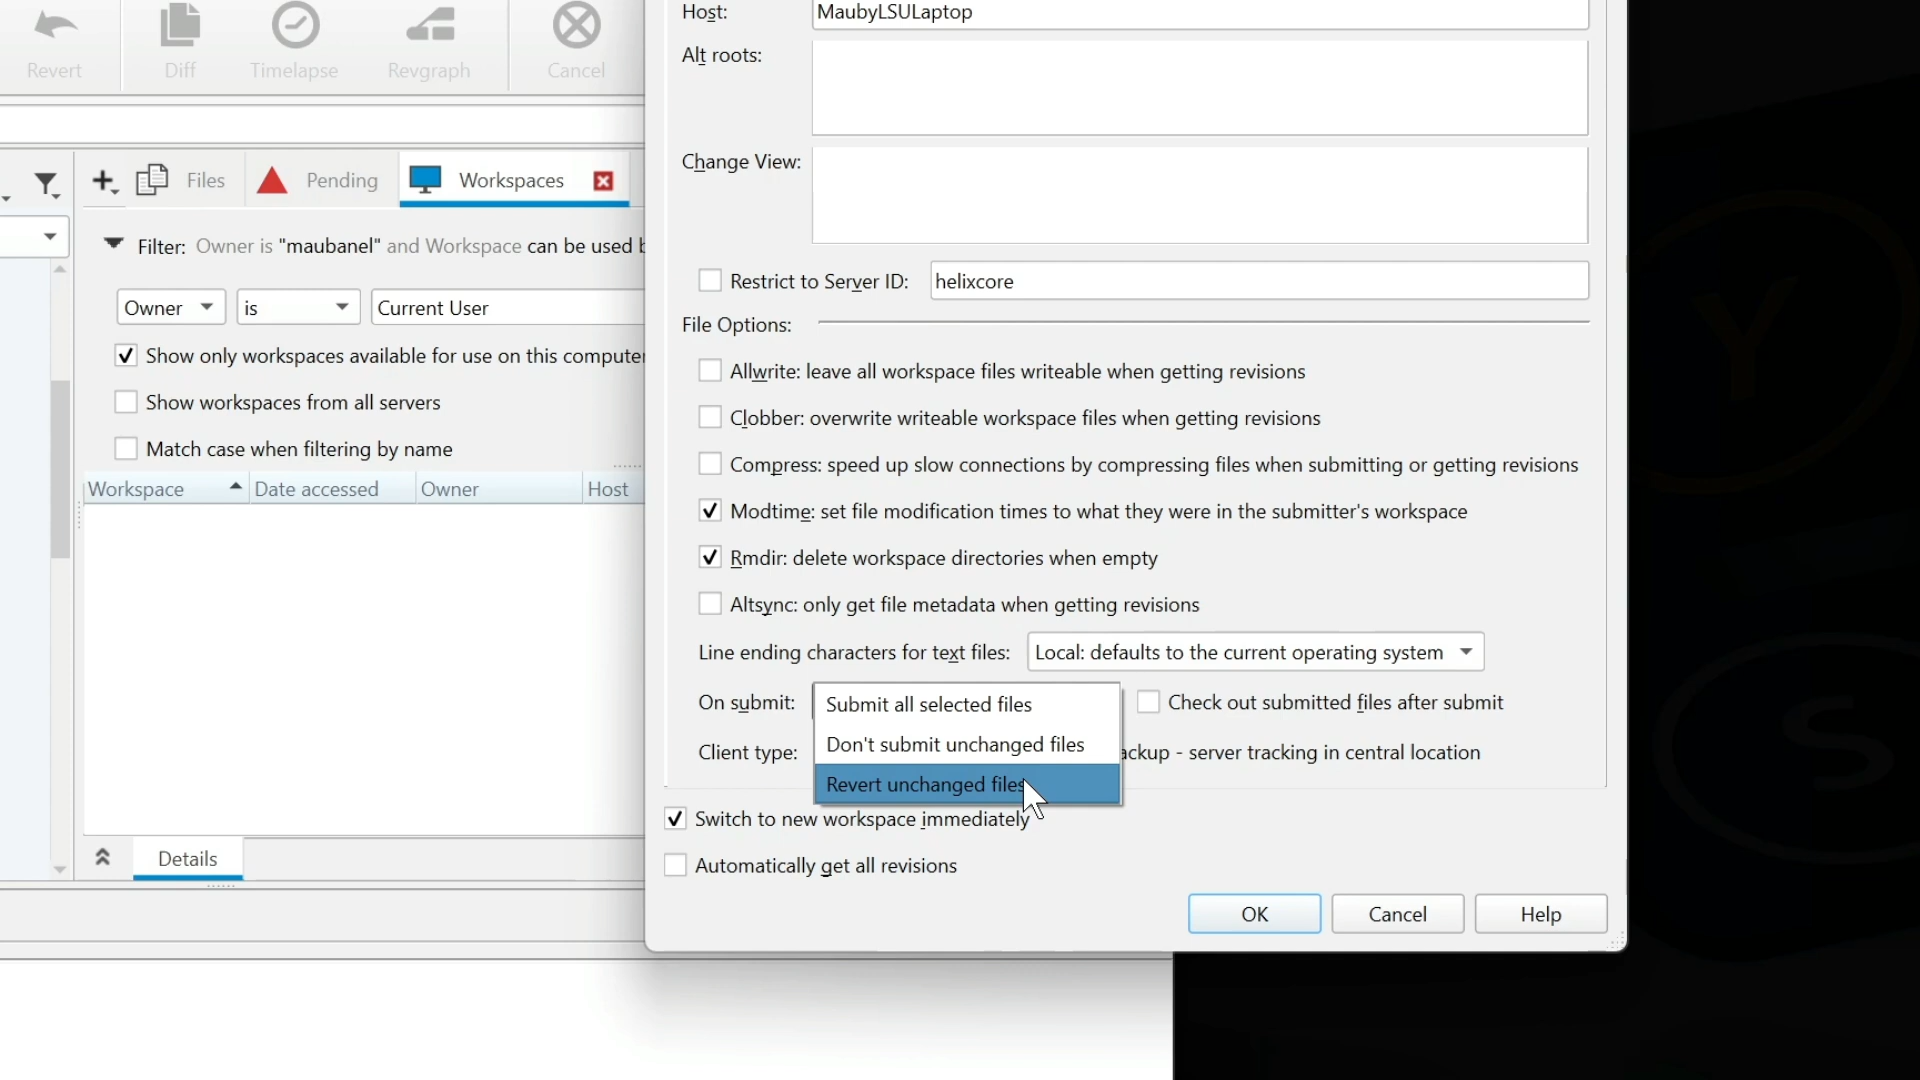 Revert
Diff
Timelapse
Revgraph
Cancel
Files
Pending
Workspaces
Filter: Owner is "maubanel" and Workspace can be used
Owner
is
Current User
Show only workspaces available for use on this computer
Show workspaces from all servers
Match case when filtering by name
Workspace
Date accessed
Owner
Host
Details
Host: MaubyLSULaptop
Alt roots:
Change View:
Restrict to Server ID: helixcore
File Options:
Allwrite: leave all workspace files writeable when getting revisions
Clobber: overwrite writeable workspace files when getting revisions
Compress: speed up slow connections by compressing files when submitting or getting revisions
Modtime: set file modification times to what they were in the submitter's workspace
Rmdir: delete workspace directories when empty
Altsync: only get file metadata when getting revisions
Line ending characters for text files: Local: defaults to the current operating system
On submit: Submit all selected files
Check out submitted files after submit
Don't submit unchanged files
Client type: ackup - server tracking in central location
Revert unchanged files
Switch to new workspace immediately
Automatically get all revisions
OK
Cancel
Help
Y
S